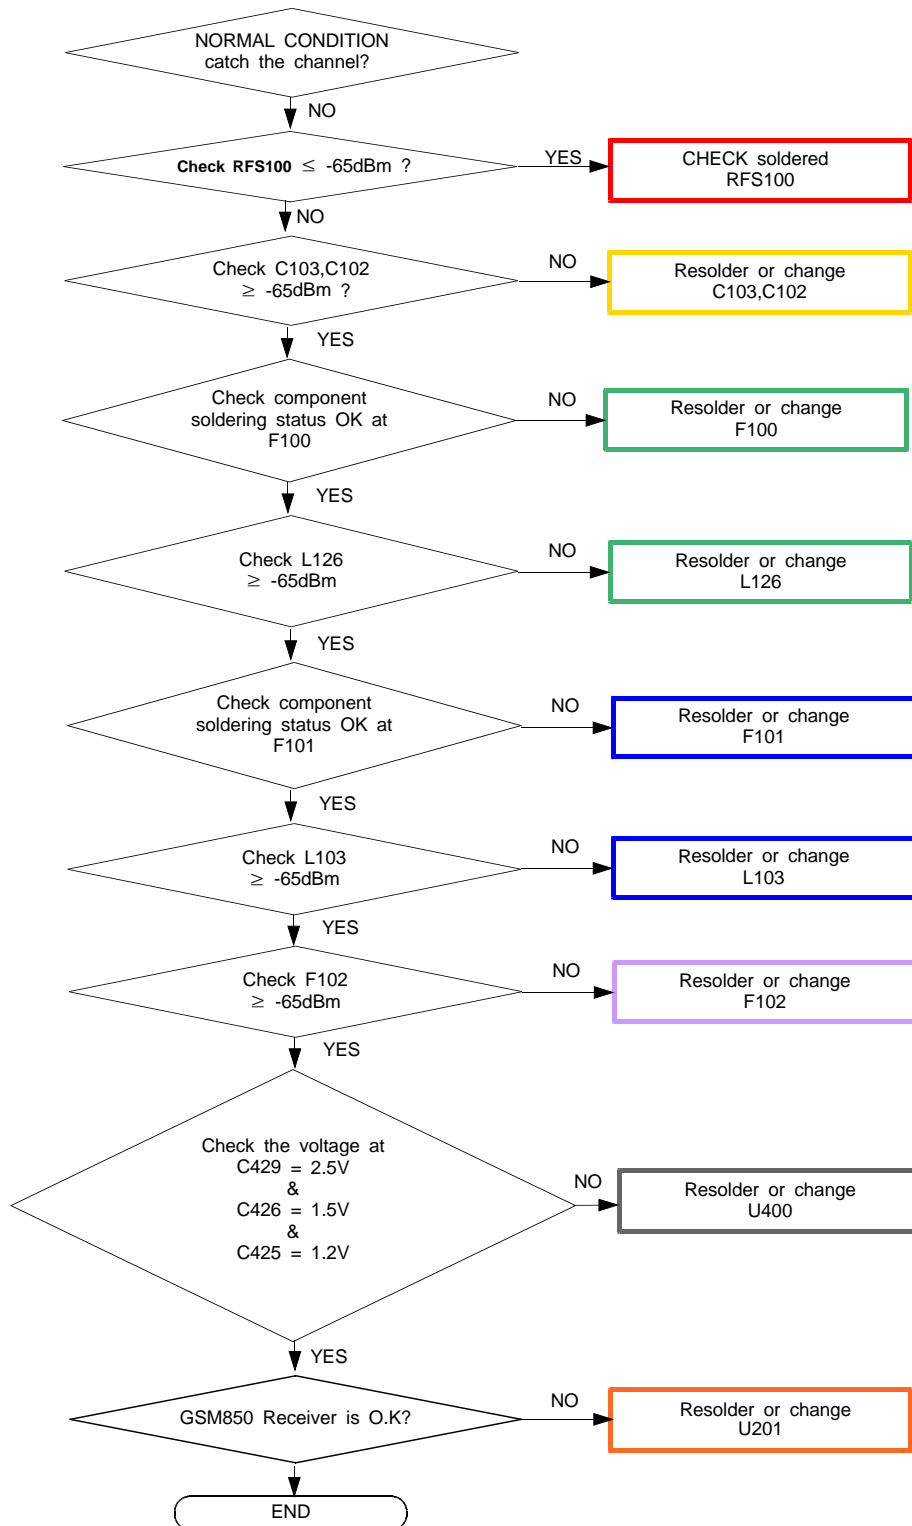 NORMAL CONDITION
catch the channel?
NO
Check RFS100 ≤ -65dBm ?
YES
CHECK soldered
RFS100
NO
Check C103,C102
≥ -65dBm ?
NO
Resolder or change
C103,C102
YES
Check component
soldering status OK at
F100
NO
Resolder or change
F100
YES
Check L126
≥ -65dBm
NO
Resolder or change
L126
YES
Check component
soldering status OK at
F101
NO
Resolder or change
F101
YES
Check L103
≥ -65dBm
NO
Resolder or change
L103
YES
Check F102
≥ -65dBm
NO
Resolder or change
F102
YES
Check the voltage at
C429 = 2.5V
&
C426 = 1.5V
&
C425 = 1.2V
NO
Resolder or change
U400
YES
GSM850 Receiver is O.K?
NO
Resolder or change
U201
END